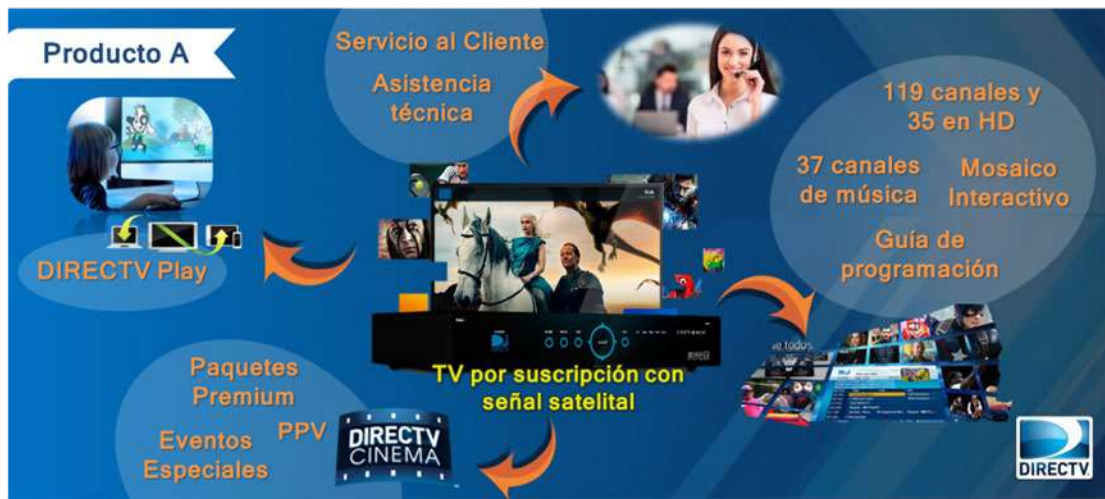 Producto A
Servicio al Cliente
Asistencia
técnica
119 canales y
35 en HD
37 canales
de música
Mosaico
Interactivo
Guía de
programación
DIRECTV Play
TV por suscripción con
señal satelital
Paquetes
Premium
Eventos
Especiales
PPV
DIRECTV
CINEMA
e todos
DIRECTV